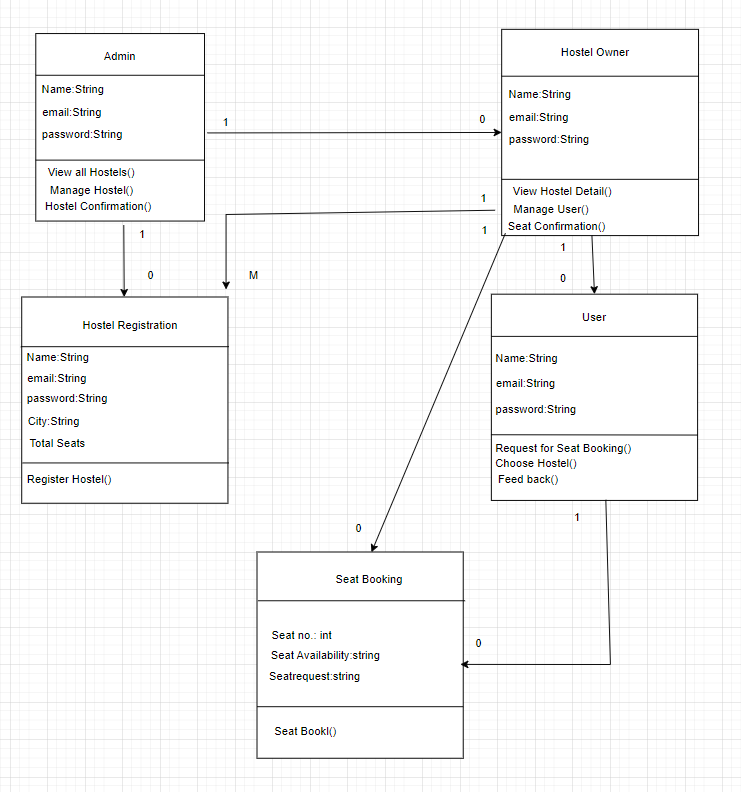 Admin
Name:String
email:String
password:String
View all Hostels()
Manage Hostel()
Hostel Confirmation()
Hostel Owner
Name:String
email:String
password:String
View Hostel Detail()
Manage User()
Seat Confirmation()
1
0
1
1
1
0
M
1
0
Hostel Registration
Name:String
email:String
password:String
City:String
Total Seats
Register Hostel()
User
Name:String
email:String
password:String
Request for Seat Booking()
Choose Hostel()
Feed back()
1
0
0
Seat Booking
Seat no.: int
Seat Availability:string
Seatrequest:string
Seat Bookl()